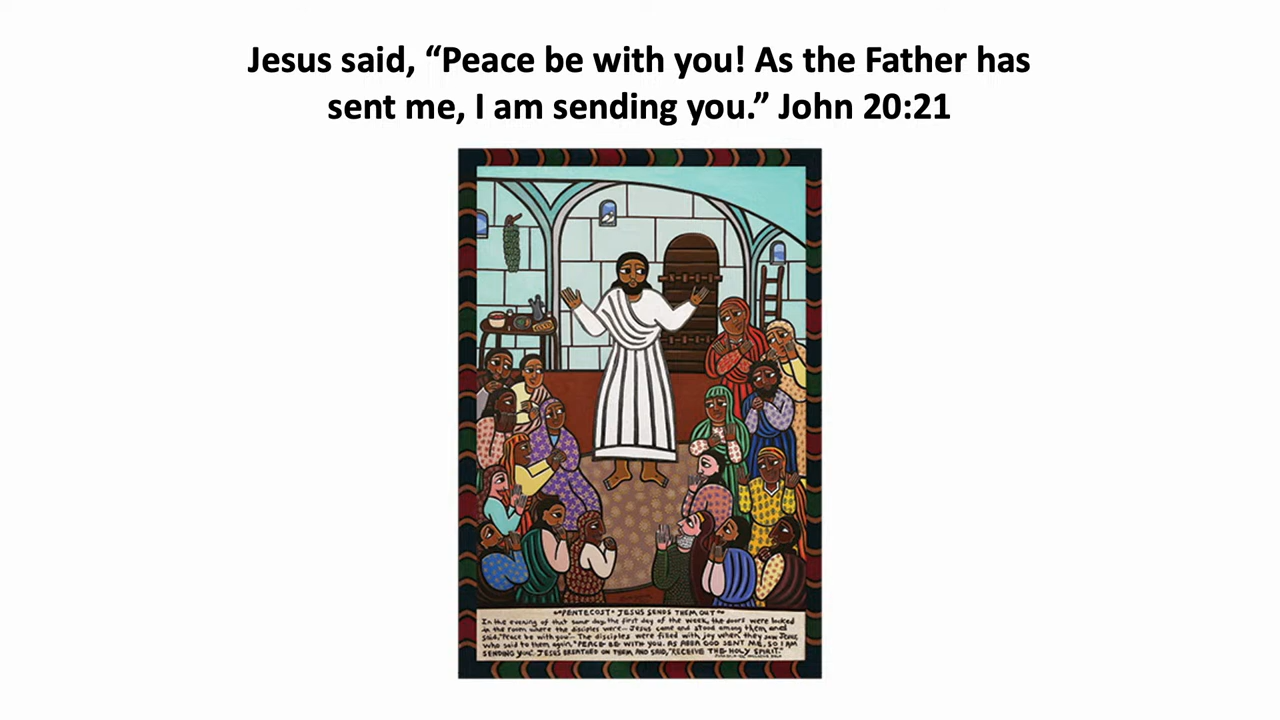 Jesus said, “Peace be with you! As the Father has
sent me, I am sending you.” John 20:21
"PENTECOST" JESUS SENDS THEM OUT
In the evening of that same day, the first day of the week, the doors were locked
in the room where the disciples were— Jesus came and stood among them and
said, "Peace be with you"— The disciples were filled with joy when they saw Jesus,
who said to them again, "PEACE BE WITH YOU. AS ABBA GOD SENT ME, SO I AM
SENDING YOU". JESUS BREATHED ON THEM AND SAID, "RECEIVE THE HOLY SPIRIT."